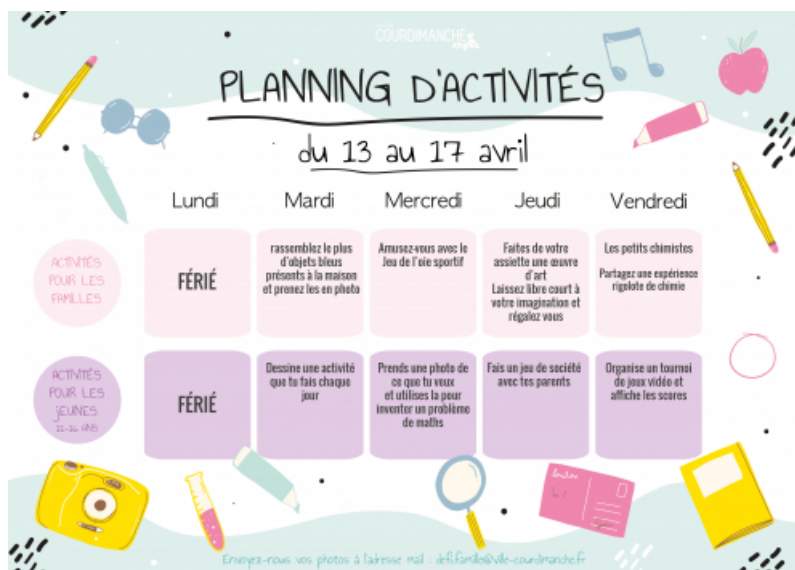 COURDIMANCHE
PLANNING D'ACTIVITÉS
du 13 au 17 avril
Lundi
Mardi
Mercredi
Jeudi
Vendredi
ACTIVITÉS
POUR LES
FAMILLES
FÉRIÉ
rassemblez le plus
d'objets bleus
présents à la maison
et prenez les en photo
Amusez-vous avec le
Jeu de l'oie sportif
Faites de votre
assiette une œuvre
d'art
Laissez libre court à
votre imagination et
régalez vous
Les petits chimistes
Partagez une expérience
rigolote de chimie
ACTIVITÉS
POUR LES
JEUNES
11-16 ANS
FÉRIÉ
Dessine une activité
que tu fais chaque
jour
Prends une photo de
ce que tu veux
et utilises la pour
inventer un problème
de maths
Fais un jeu de société
avec tes parents
Organise un tournoi
de jeux vidéo et
affiche les scores
Envoyez-nous vos photos à l'adresse mail : defi.famille@ville-courdimanche.fr